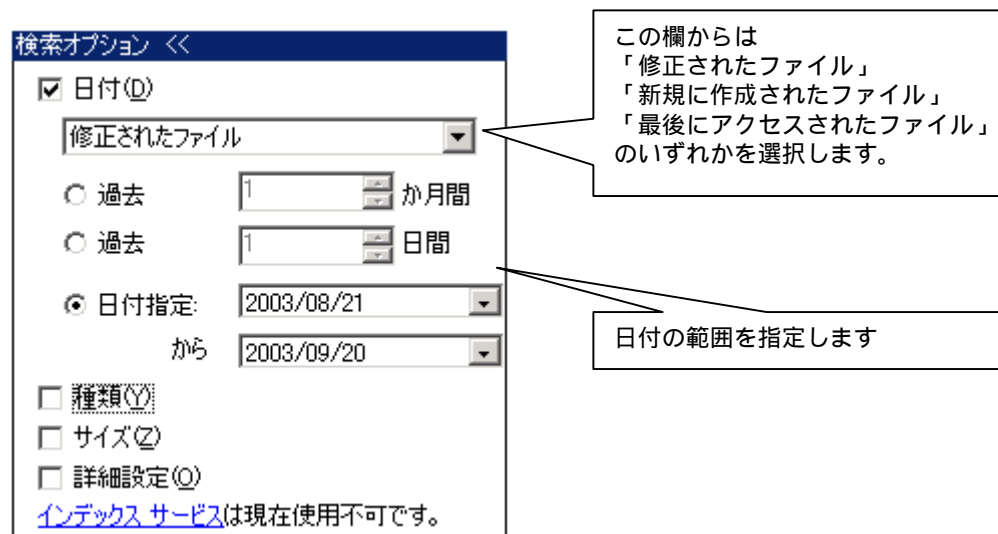 検索オプション <<
日付(D)
修正されたファイル
過去 1 か月間
過去 1 日間
日付指定: 2003/08/21
から 2003/09/20
種類(Y)
サイズ(Z)
詳細設定(O)
インデックス サービスは現在使用不可です。
この欄からは
「修正されたファイル」
「新規に作成されたファイル」
「最後にアクセスされたファイル」
のいずれかを選択します。
日付の範囲を指定します